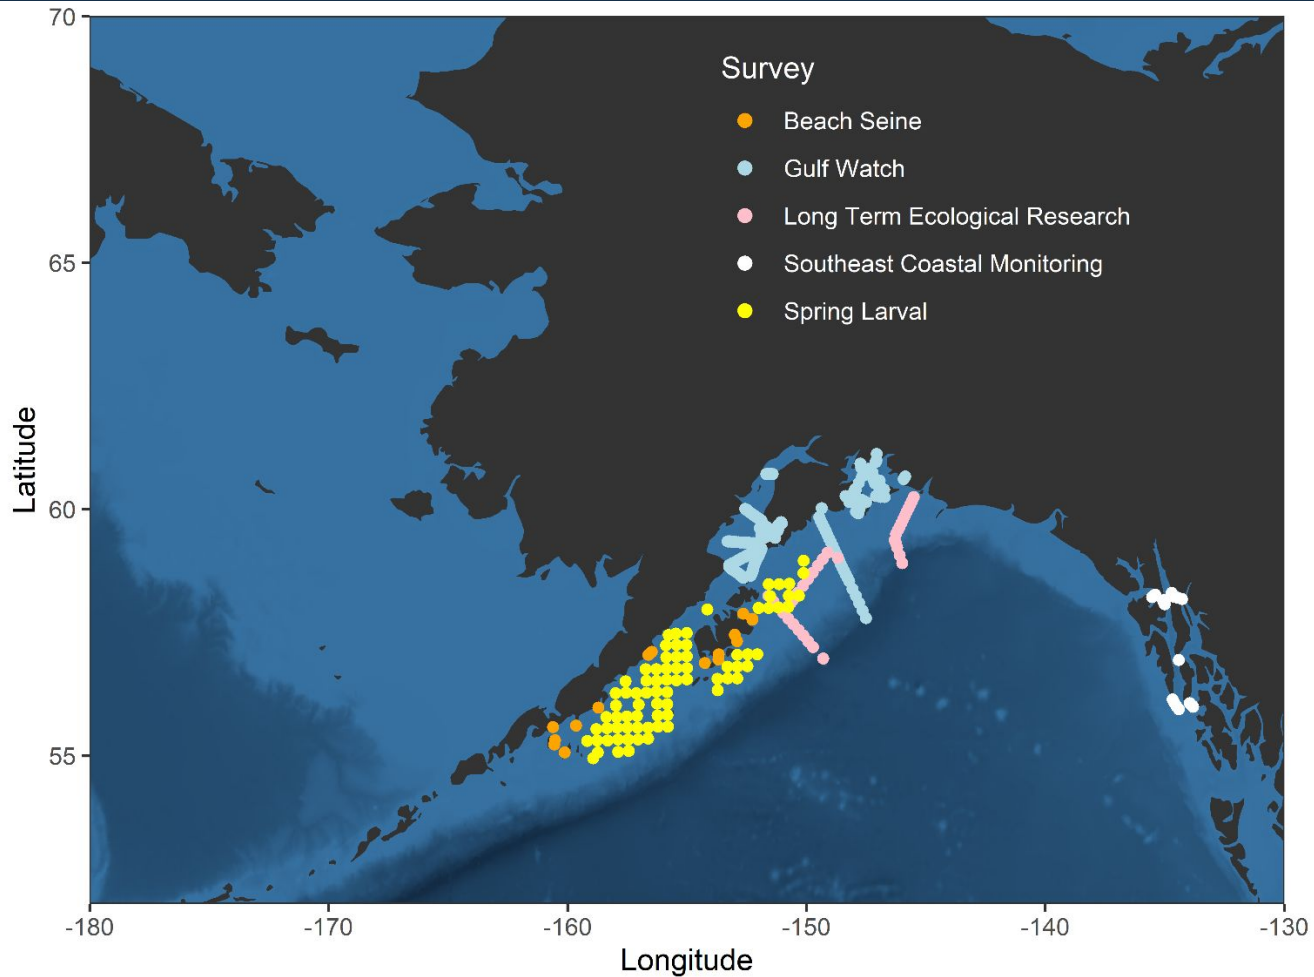 Survey
Beach Seine
Gulf Watch
Long Term Ecological Research
Southeast Coastal Monitoring
Spring Larval
70
65
60
55
Latitude
-180
-170
-160
-150
-140
-130
Longitude